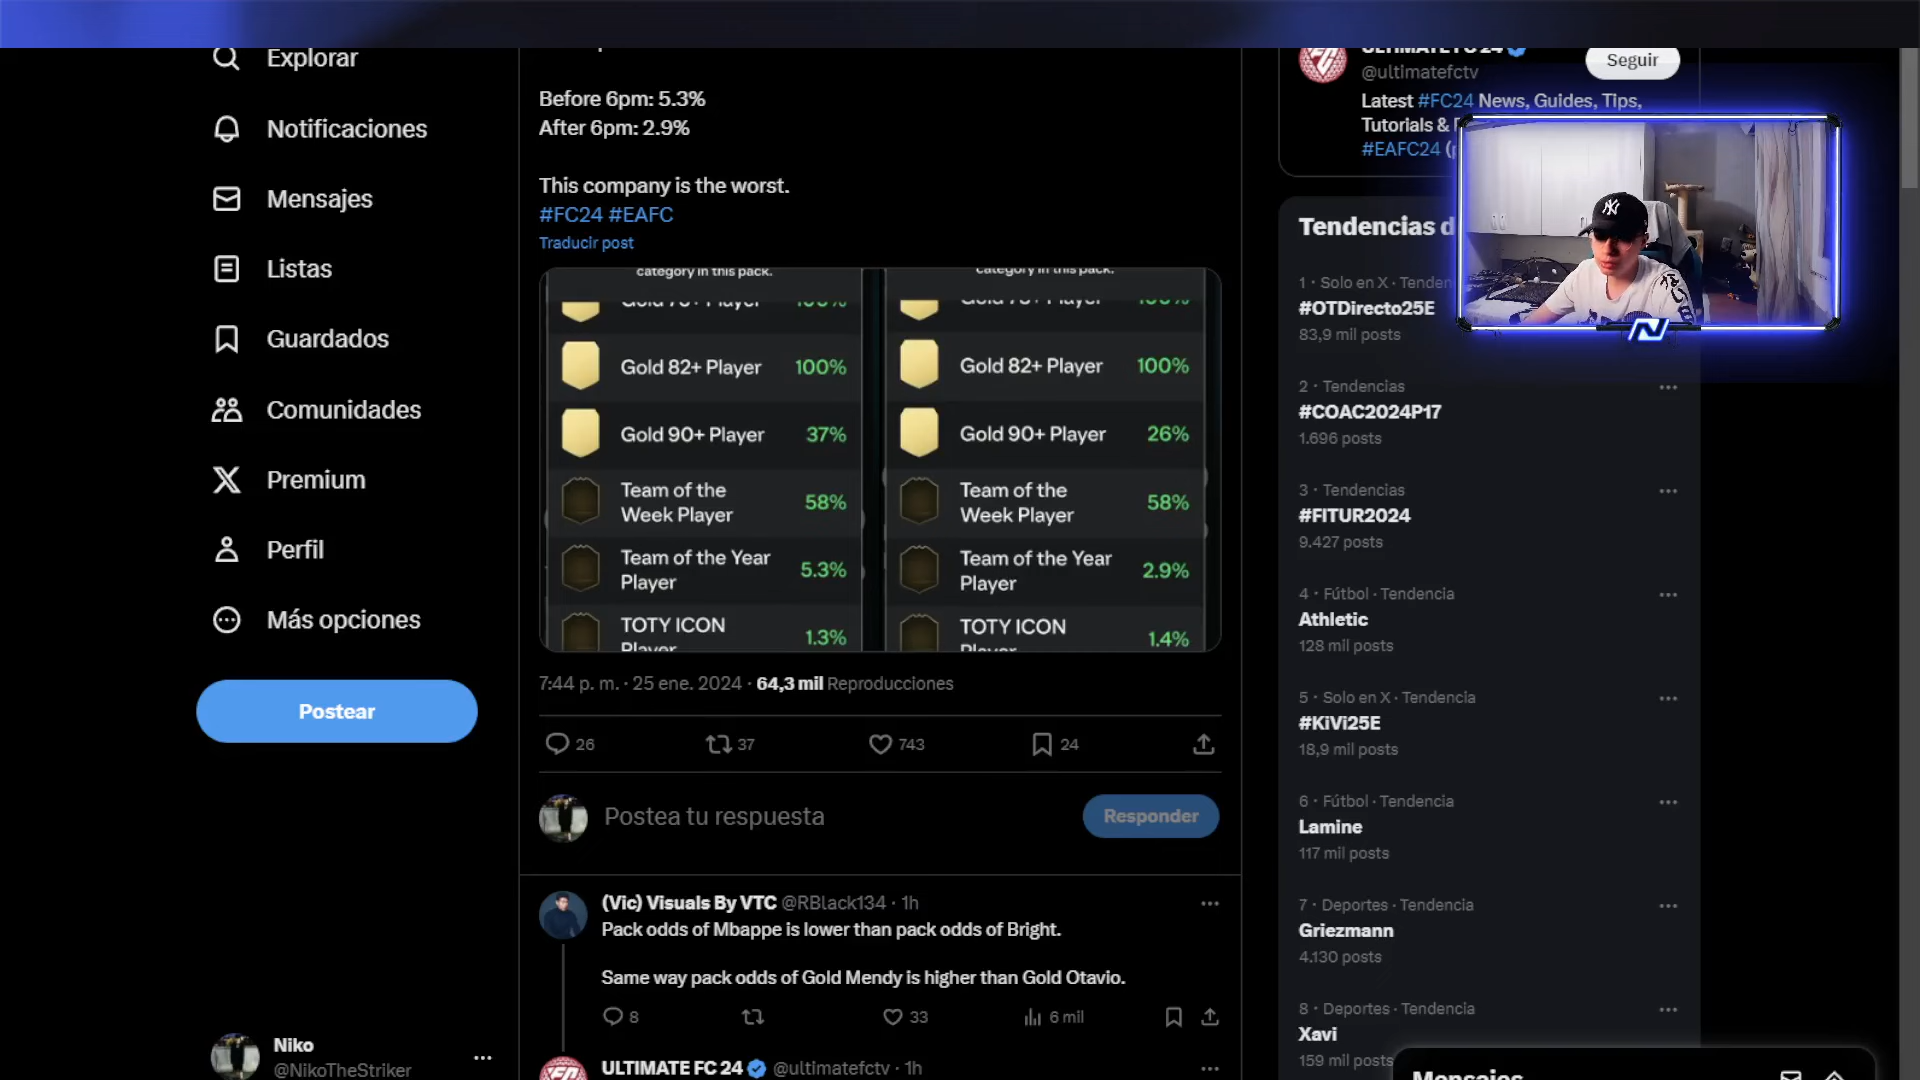 Explorar
Notificaciones
Mensajes
Listas
Guardados
Comunidades
Premium
Perfil
Más opciones
Postear
Niko
@NikoTheStriker
Before 6pm: 5.3%
After 6pm: 2.9%
This company is the worst.
#FC24 #EAFC
Traducir post
category in this pack.
100%
Gold 82+ Player 100%
Gold 90+ Player 37%
Team of the
Week Player 58%
Team of the Year
Player 5.3%
TOTY ICON
Player 1.3%
category in this pack.
100%
Gold 82+ Player 100%
Gold 90+ Player 26%
Team of the
Week Player 58%
Team of the Year
Player 2.9%
TOTY ICON
Player 1.4%
7:44 p. m. · 25 ene. 2024 · 64,3 mil Reproducciones
26 37 743 24
Postea tu respuesta
Responder
(Vic) Visuals By VTC @RBlack134 · 1h
Pack odds of Mbappe is lower than pack odds of Bright.
Same way pack odds of Gold Mendy is higher than Gold Otavio.
8 33 6 mil
ULTIMATE FC 24 @ultimatefctv · 1h
ULTIMATE FC 24
@ultimatefctv
Seguir
Latest #FC24 News, Guides, Tips,
Tutorials &
#EAFC24
NY
Tendencias d
1 · Solo en X · Tenden
#OTDirecto25E
83,9 mil posts
2 · Tendencias
#COAC2024P17
1.696 posts
3 · Tendencias
#FITUR2024
9.427 posts
4 · Fútbol · Tendencia
Athletic
128 mil posts
5 · Solo en X · Tendencia
#KiVi25E
18,9 mil posts
6 · Fútbol · Tendencia
Lamine
117 mil posts
7 · Deportes · Tendencia
Griezmann
4.130 posts
8 · Deportes · Tendencia
Xavi
159 mil posts
Mensajes